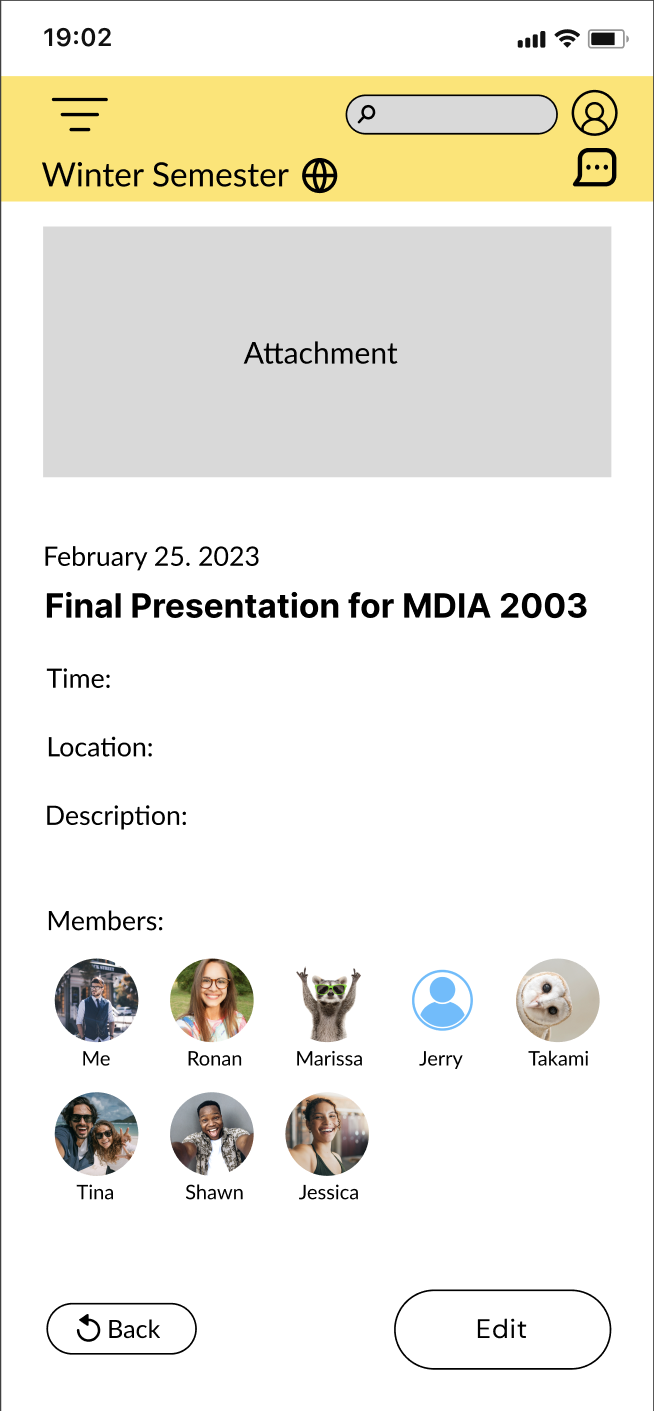 19:02
Winter Semester
Attachment
February 25. 2023
Final Presentation for MDIA 2003
Time:
Location:
Description:
Members:
Me Ronan Marissa Jerry Takami
Tina Shawn Jessica
Back Edit